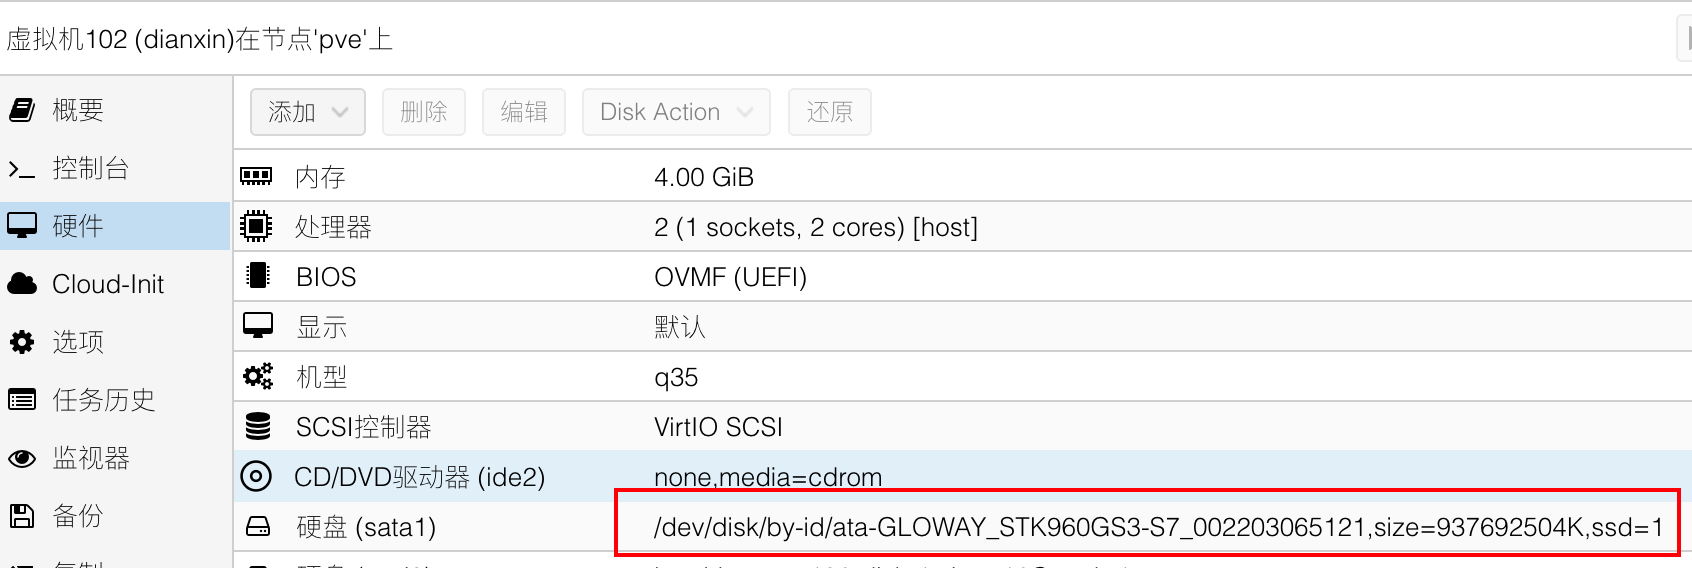 虚拟机102 (dianxin)在节点'pve'上
添加
删除
编辑
Disk Action
还原
概要
控制台
硬件
Cloud-Init
选项
任务历史
监视器
备份
内存 4.00 GiB
处理器 2 (1 sockets, 2 cores) [host]
BIOS OVMF (UEFI)
显示 默认
机型 q35
SCSI控制器 VirtIO SCSI
CD/DVD驱动器 (ide2) none,media=cdrom
硬盘 (sata1) /dev/disk/by-id/ata-GLOWAY_STK960GS3-S7_002203065121,size=937692504K,ssd=1